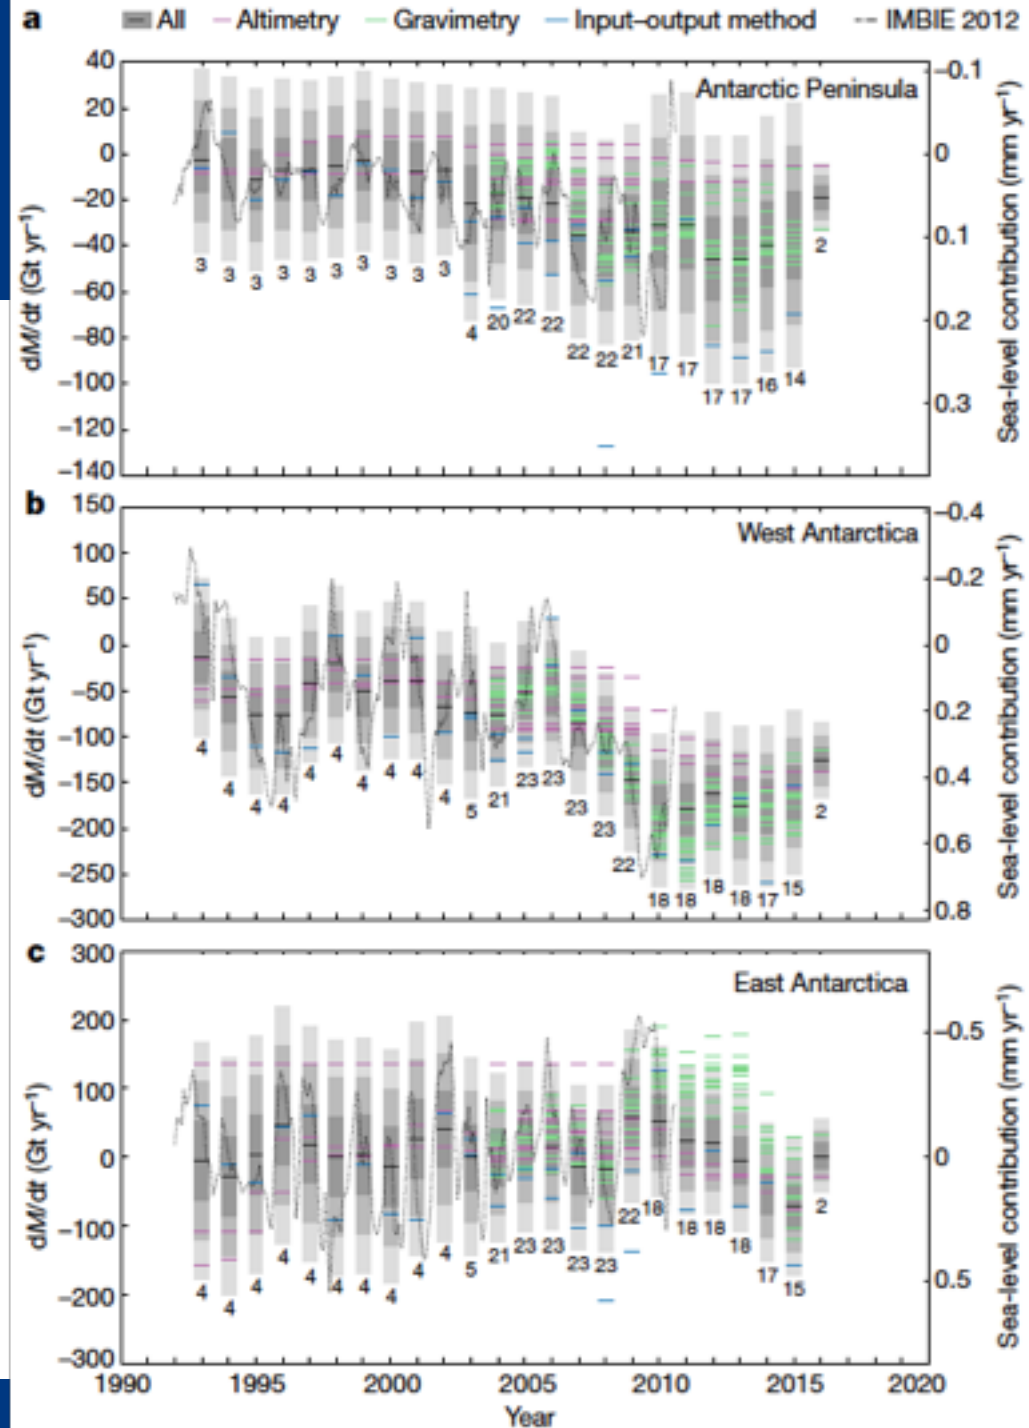 a All Altimetry Gravimetry Input–output method IMBIE 2012
Antarctic Peninsula
40
20
0
−20
−40
−60
−80
−100
−120
−140
dM/dt (Gt yr⁻¹)
−0.1
0
0.1
0.2
0.3
Sea-level contribution (mm yr⁻¹)
3 3 3 3 3 3 3 3 3 3 4 20 22 22 22 22 21 17 17 17 17 16 14 2
b
West Antarctica
150
100
50
0
−50
−100
−150
−200
−250
−300
dM/dt (Gt yr⁻¹)
−0.4
−0.2
0
0.2
0.4
0.6
0.8
Sea-level contribution (mm yr⁻¹)
4 4 4 4 4 4 4 4 4 4 5 21 23 23 23 23 22 18 18 18 18 17 15 2
c
East Antarctica
300
200
100
0
−100
−200
−300
dM/dt (Gt yr⁻¹)
−0.5
0
0.5
Sea-level contribution (mm yr⁻¹)
4 4 4 4 4 4 4 4 4 4 5 21 23 23 23 23 22 18 18 18 18 17 15 2
1990 1995 2000 2005 2010 2015 2020
Year